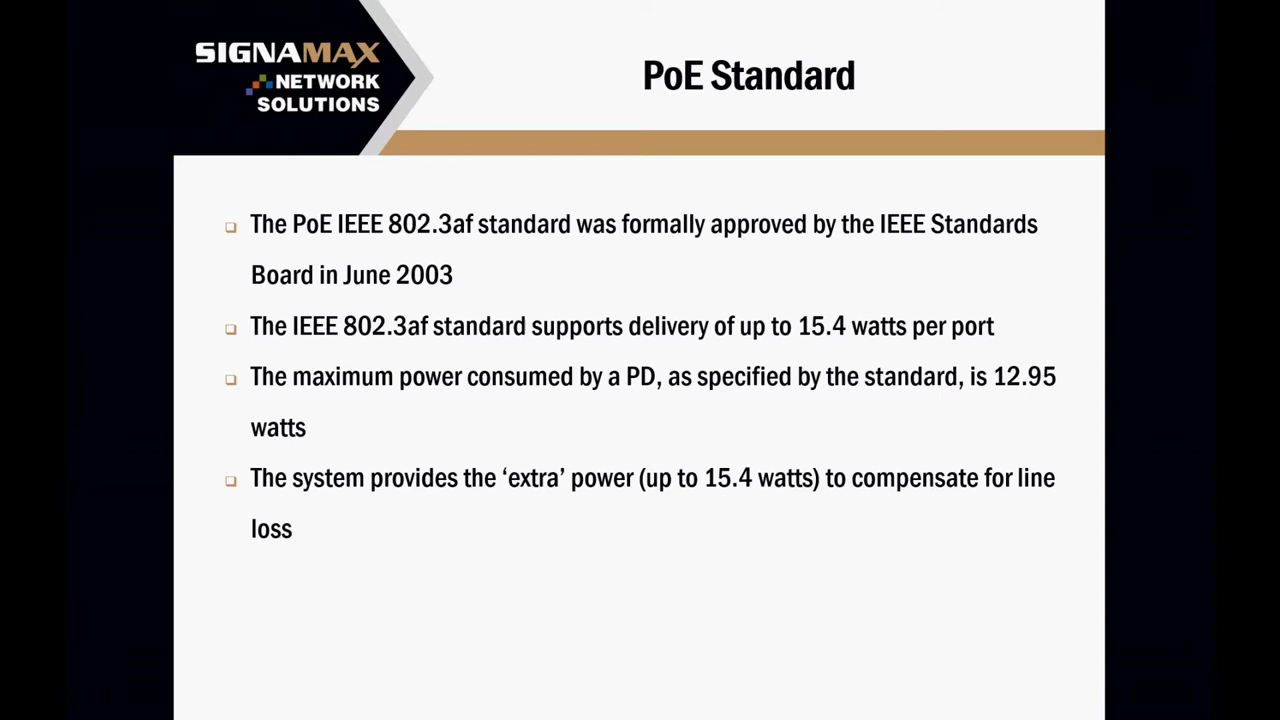 SIGNAMAX
NETWORK
SOLUTIONS
PoE Standard
The PoE IEEE 802.3af standard was formally approved by the IEEE Standards
Board in June 2003
The IEEE 802.3af standard supports delivery of up to 15.4 watts per port
The maximum power consumed by a PD, as specified by the standard, is 12.95
watts
The system provides the ‘extra’ power (up to 15.4 watts) to compensate for line
loss